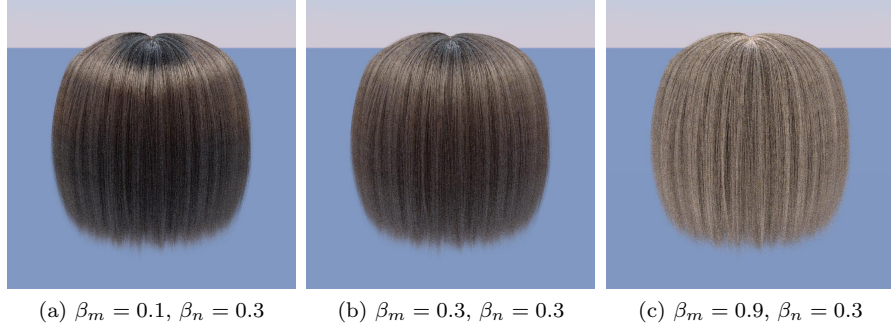 (a) βₘ = 0.1, βₙ = 0.3 (b) βₘ = 0.3, βₙ = 0.3 (c) βₘ = 0.9, βₙ = 0.3